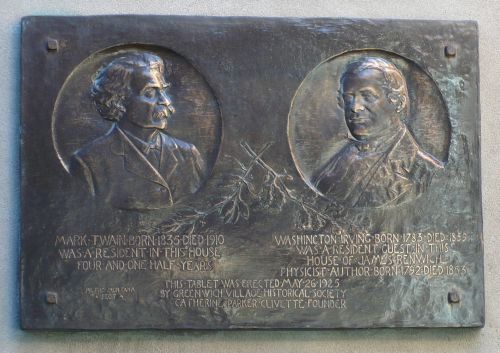 MARK·TWAIN·BORN·1835·DIED·1910
WAS·A·RESIDENT·IN·THIS·HOUSE
FOUR·AND·ONE·HALF·YEARS
WASHINGTON·IRVING·BORN·1783·DIED·1859
WAS·A·RESIDENT·GUEST·IN·THIS
HOUSE·OF·JAMES·RENWICK
PHYSICIST·AUTHOR·BORN·1792·DIED·1863
THIS·TABLET·WAS·ERECTED·MAY·26·1925
BY·GREENWICH·VILLAGE·HISTORICAL·SOCIETY
CATHERINE·PARKER·CLIVETTE·FOUNDER